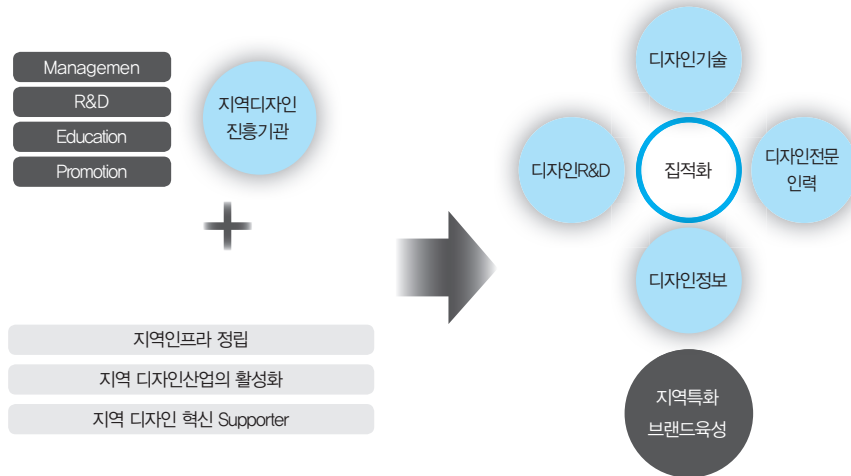 Managemen
R&D
Education
Promotion
지역디자인
진흥기관
지역인프라 정립
지역 디자인산업의 활성화
지역 디자인 혁신 Supporter
디자인기술
디자인R&D
집적화
디자인전문
인력
디자인정보
지역특화
브랜드육성